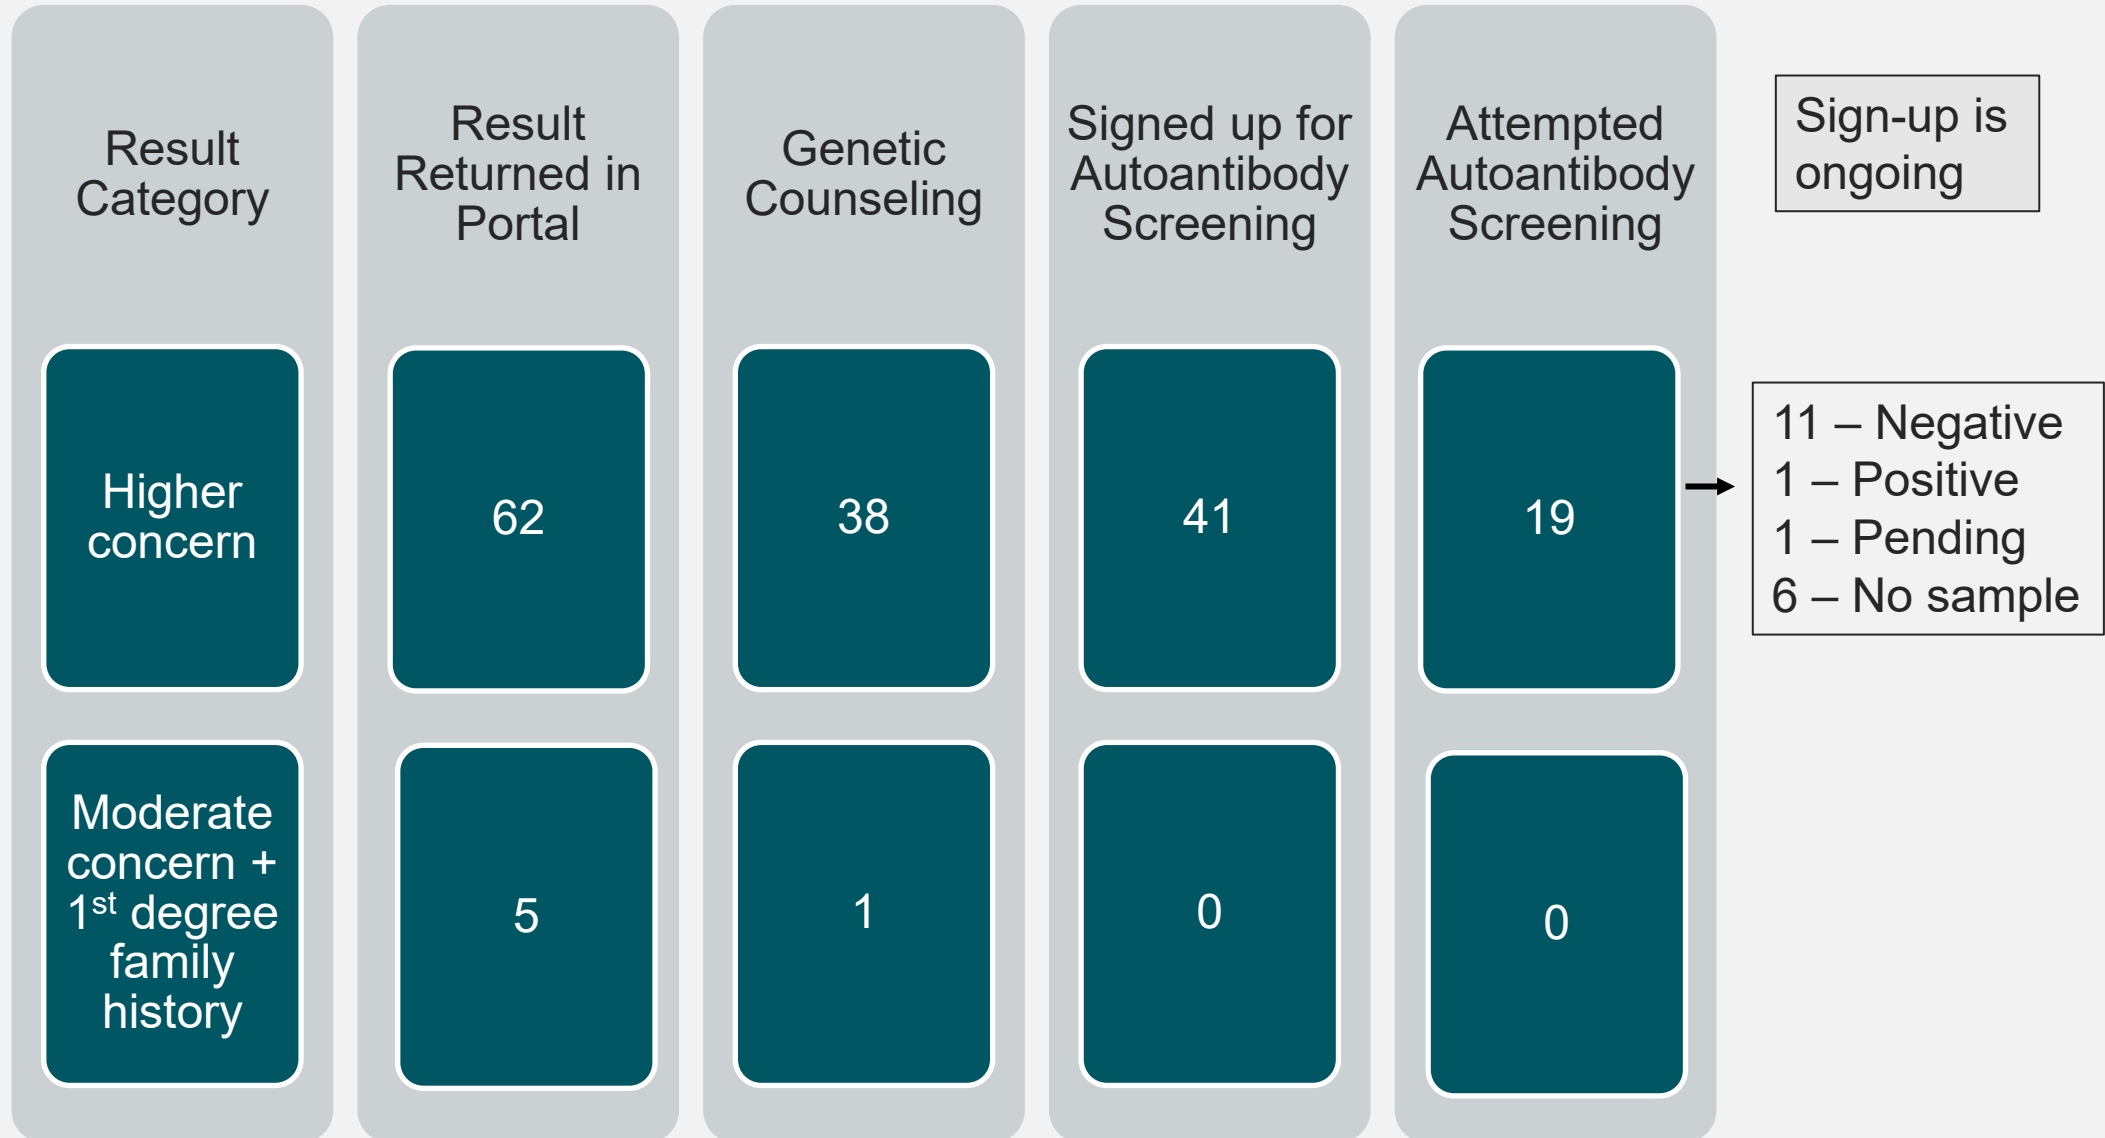 Result
Category
Result
Returned in
Portal
Genetic
Counseling
Signed up for
Autoantibody
Screening
Attempted
Autoantibody
Screening
Sign-up is
ongoing
Higher
concern
62
38
41
19
11 – Negative
1 – Positive
1 – Pending
6 – No sample
Moderate
concern +
1st degree
family
history
5
1
0
0